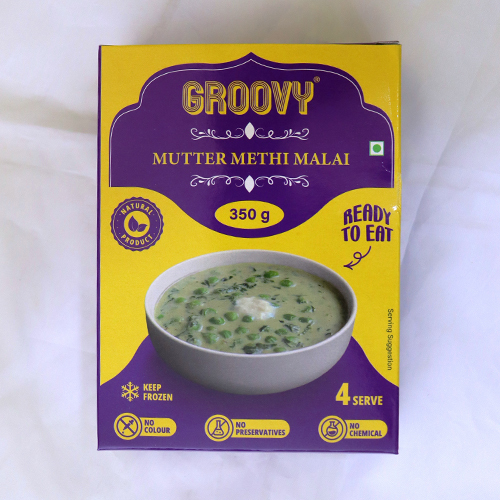 GROOVY®
MUTTER METHI MALAI
350 g
NATURAL
PRODUCT
READY
TO EAT
Serving Suggestion
KEEP
FROZEN
4 SERVE
NO
COLOUR
NO
PRESERVATIVES
NO
CHEMICAL